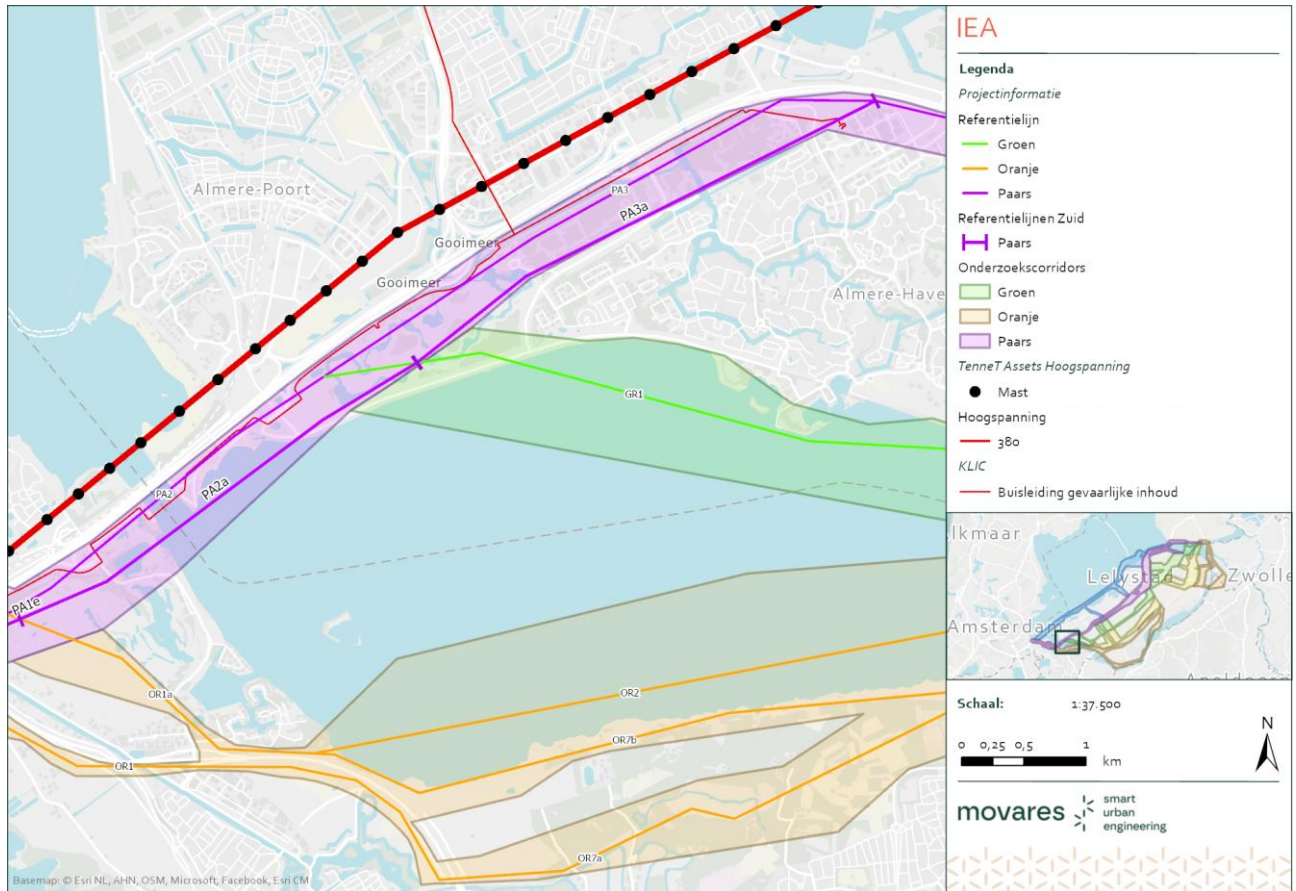 Almere-Poort
Gooimeer
Gooimeer
Almere-Have
PA3
PA3a
GR1
PA2
PA2a
PA1e
OR1a
OR2
OR7b
OR1
OR7a
Basemap: © Esri NL, AHN, OSM, Microsoft, Facebook, Esri CM
IEA
Legenda
Projectinformatie
Referentielijn
Groen
Oranje
Paars
Referentielijnen Zuid
Paars
Onderzoekscorridors
Groen
Oranje
Paars
TenneT Assets Hoogspanning
Mast
Hoogspanning
380
KLIC
Buisleiding gevaarlijke inhoud
lkmaar
Lelystad
Zwolle
Amsterdam
Apeldoorn
Schaal: 1:37.500
N
0 0,25 0,5 1
km
movares
smart
urban
engineering